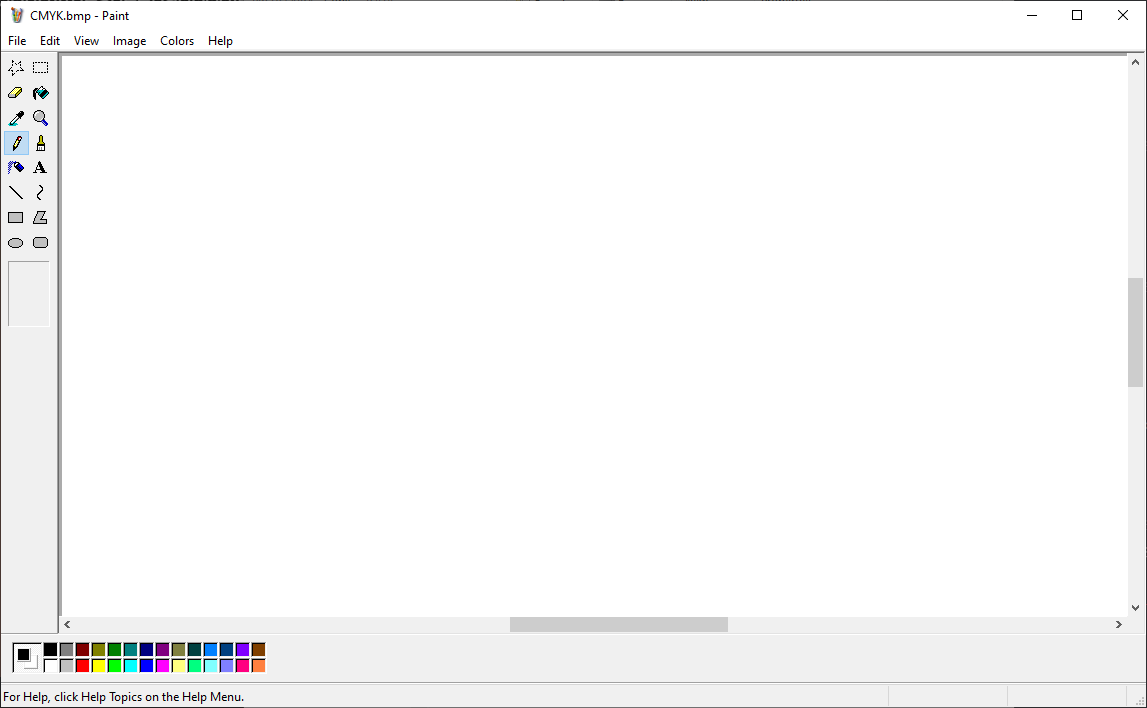 CMYK.bmp - Paint
File Edit View Image Colors Help
A
For Help, click Help Topics on the Help Menu.